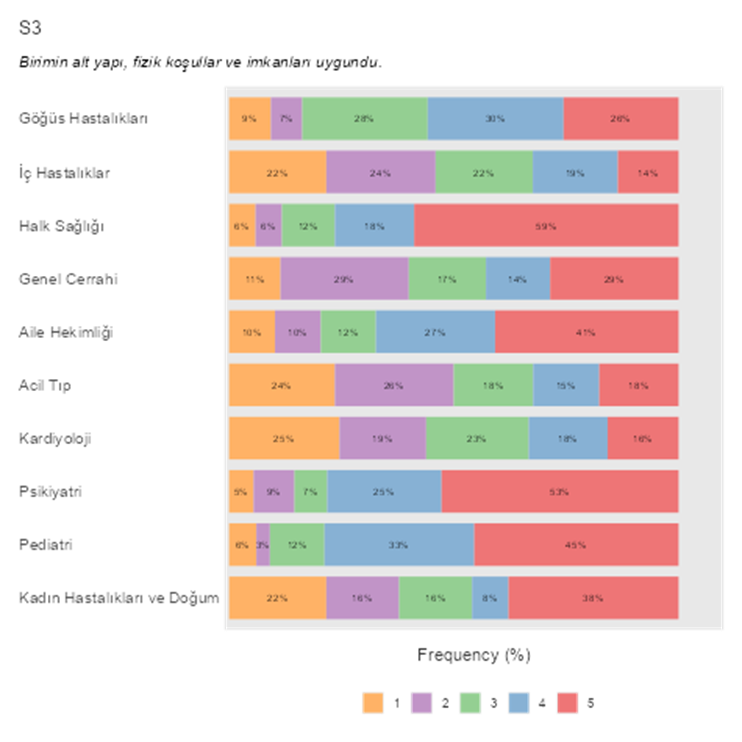 S3
Birimin alt yapı, fizik koşullar ve imkanları uygundu.
Göğüs Hastalıkları 9% 7% 28% 30% 26%
İç Hastalıklar 22% 24% 22% 19% 14%
Halk Sağlığı 6% 6% 12% 18% 59%
Genel Cerrahi 11% 29% 17% 14% 29%
Aile Hekimliği 10% 10% 12% 27% 41%
Acil Tıp 24% 26% 18% 15% 18%
Kardiyoloji 25% 19% 23% 18% 16%
Psikiyatri 5% 9% 7% 25% 53%
Pediatri 6% 3% 12% 33% 45%
Kadın Hastalıkları ve Doğum 22% 16% 16% 8% 38%
Frequency (%)
1 2 3 4 5